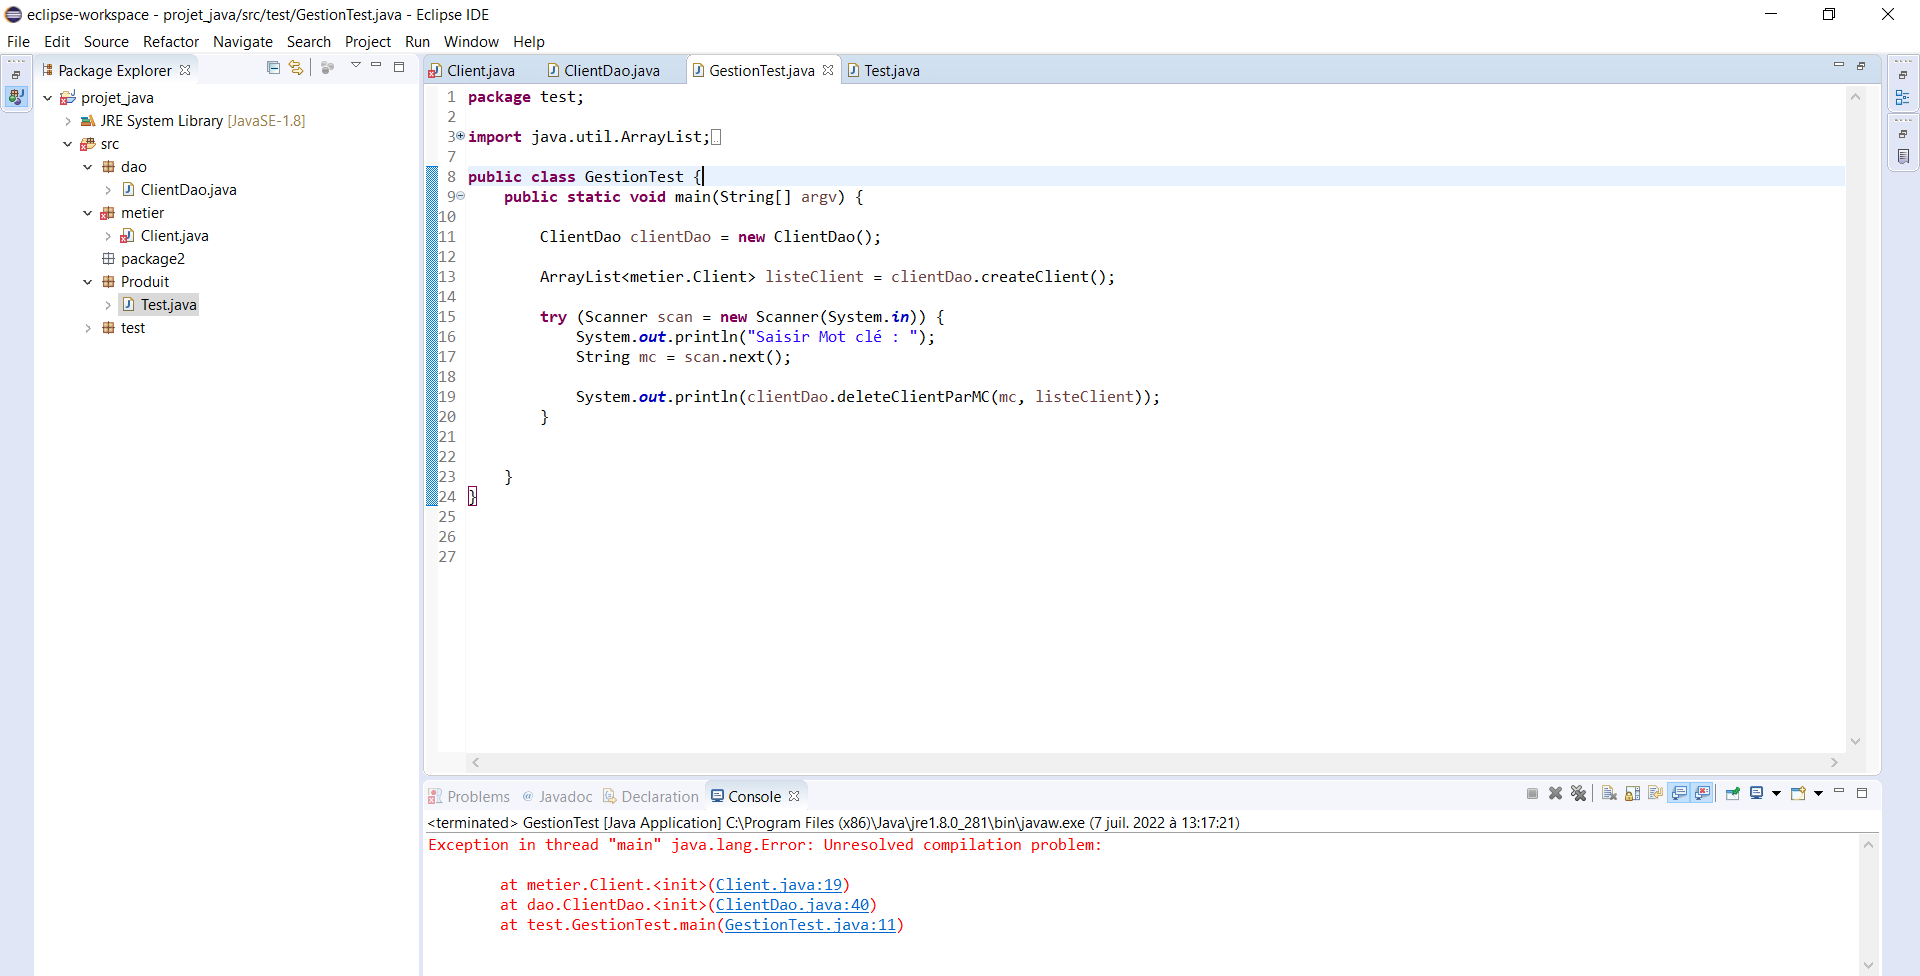 eclipse-workspace - projet_java/src/test/GestionTest.java - Eclipse IDE
File Edit Source Refactor Navigate Search Project Run Window Help
Package Explorer
projet_java
JRE System Library [JavaSE-1.8]
src
dao
ClientDao.java
metier
Client.java
package2
Produit
Test.java
test
Client.java ClientDao.java GestionTest.java Test.java
1 package test;
2
3 import java.util.ArrayList;
7
8 public class GestionTest {
9 public static void main(String[] argv) {
10
11 ClientDao clientDao = new ClientDao();
12
13 ArrayList<metier.Client> listeClient = clientDao.createClient();
14
15 try (Scanner scan = new Scanner(System.in)) {
16 System.out.println("Saisir Mot clé : ");
17 String mc = scan.next();
18
19 System.out.println(clientDao.deleteClientParMC(mc, listeClient));
20 }
21
22
23 }
24 }
25
26
27
Problems Javadoc Declaration Console
<terminated> GestionTest [Java Application] C:\Program Files (x86)\Java\jre1.8.0_281\bin\javaw.exe (7 juil. 2022 à 13:17:21)
Exception in thread "main" java.lang.Error: Unresolved compilation problem:
at metier.Client.<init>(Client.java:19)
at dao.ClientDao.<init>(ClientDao.java:40)
at test.GestionTest.main(GestionTest.java:11)